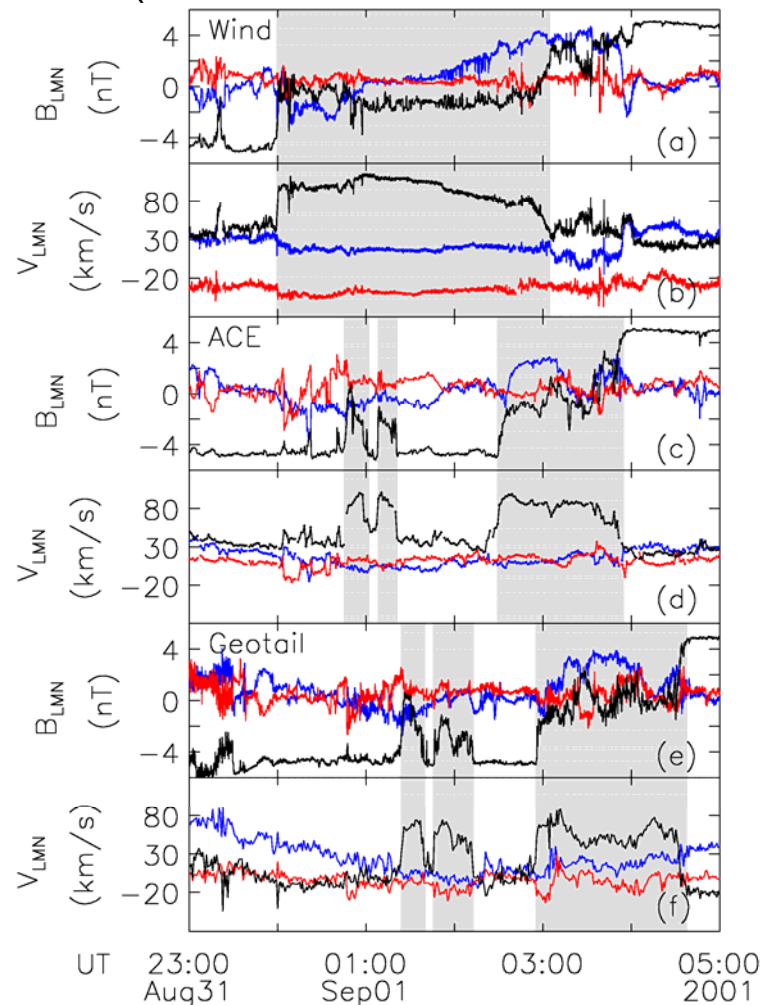 (
Wind
4
0
-4
B_LMN
(nT)
(a)
80
30
-20
V_LMN
(km/s)
(b)
ACE
4
0
-4
B_LMN
(nT)
(c)
80
30
-20
V_LMN
(km/s)
(d)
Geotail
4
0
-4
B_LMN
(nT)
(e)
80
30
-20
V_LMN
(km/s)
(f)
UT 23:00 01:00 03:00 05:00
Aug31 Sep01 2001